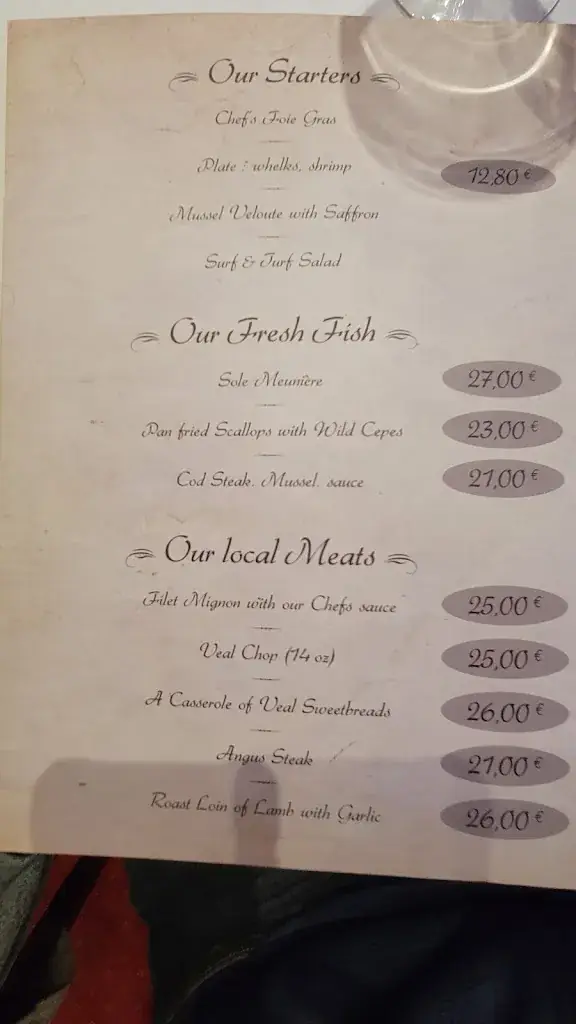 Our Starters
Chef's Foie Gras
Plate : whelks, shrimp 12,80 €
Mussel Veloute with Saffron
Surf & Turf Salad
Our Fresh Fish
Sole Meunière 27,00 €
Pan fried Scallops with Wild Cepes 23,00 €
Cod Steak. Mussel. sauce 21,00 €
Our local Meats
Filet Mignon with our Chefs sauce 25,00 €
Veal Chop (14 oz) 25,00 €
A Casserole of Veal Sweetbreads 26,00 €
Angus Steak 21,00 €
Roast Loin of Lamb with Garlic 26,00 €